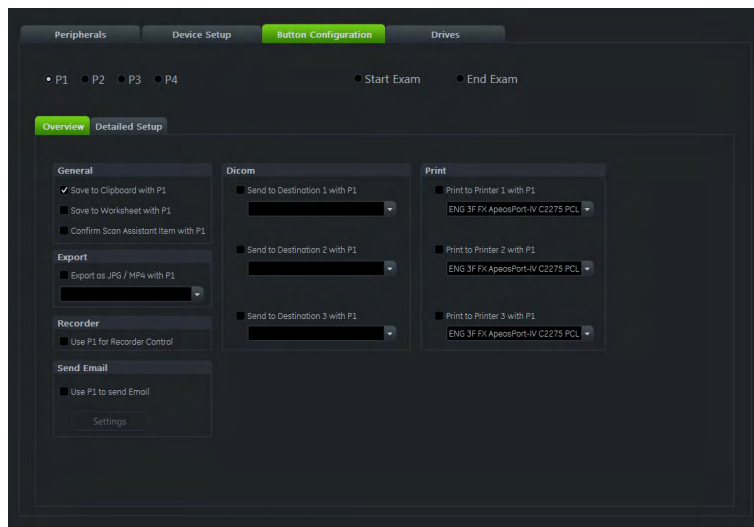 Peripherals Device Setup Button Configuration Drives
P1 P2 P3 P4 Start Exam End Exam
Overview Detailed Setup
General
Save to Clipboard with P1
Save to Worksheet with P1
Confirm Scan Assistant Item with P1
Export
Export as JPG / MP4 with P1
Recorder
Use P1 for Recorder Control
Send Email
Use P1 to send Email
Settings
Dicom
Send to Destination 1 with P1
Send to Destination 2 with P1
Send to Destination 3 with P1
Print
Print to Printer 1 with P1
ENG 3F FX ApeosPort-IV C2275 PCL
Print to Printer 2 with P1
ENG 3F FX ApeosPort-IV C2275 PCL
Print to Printer 3 with P1
ENG 3F FX ApeosPort-IV C2275 PCL